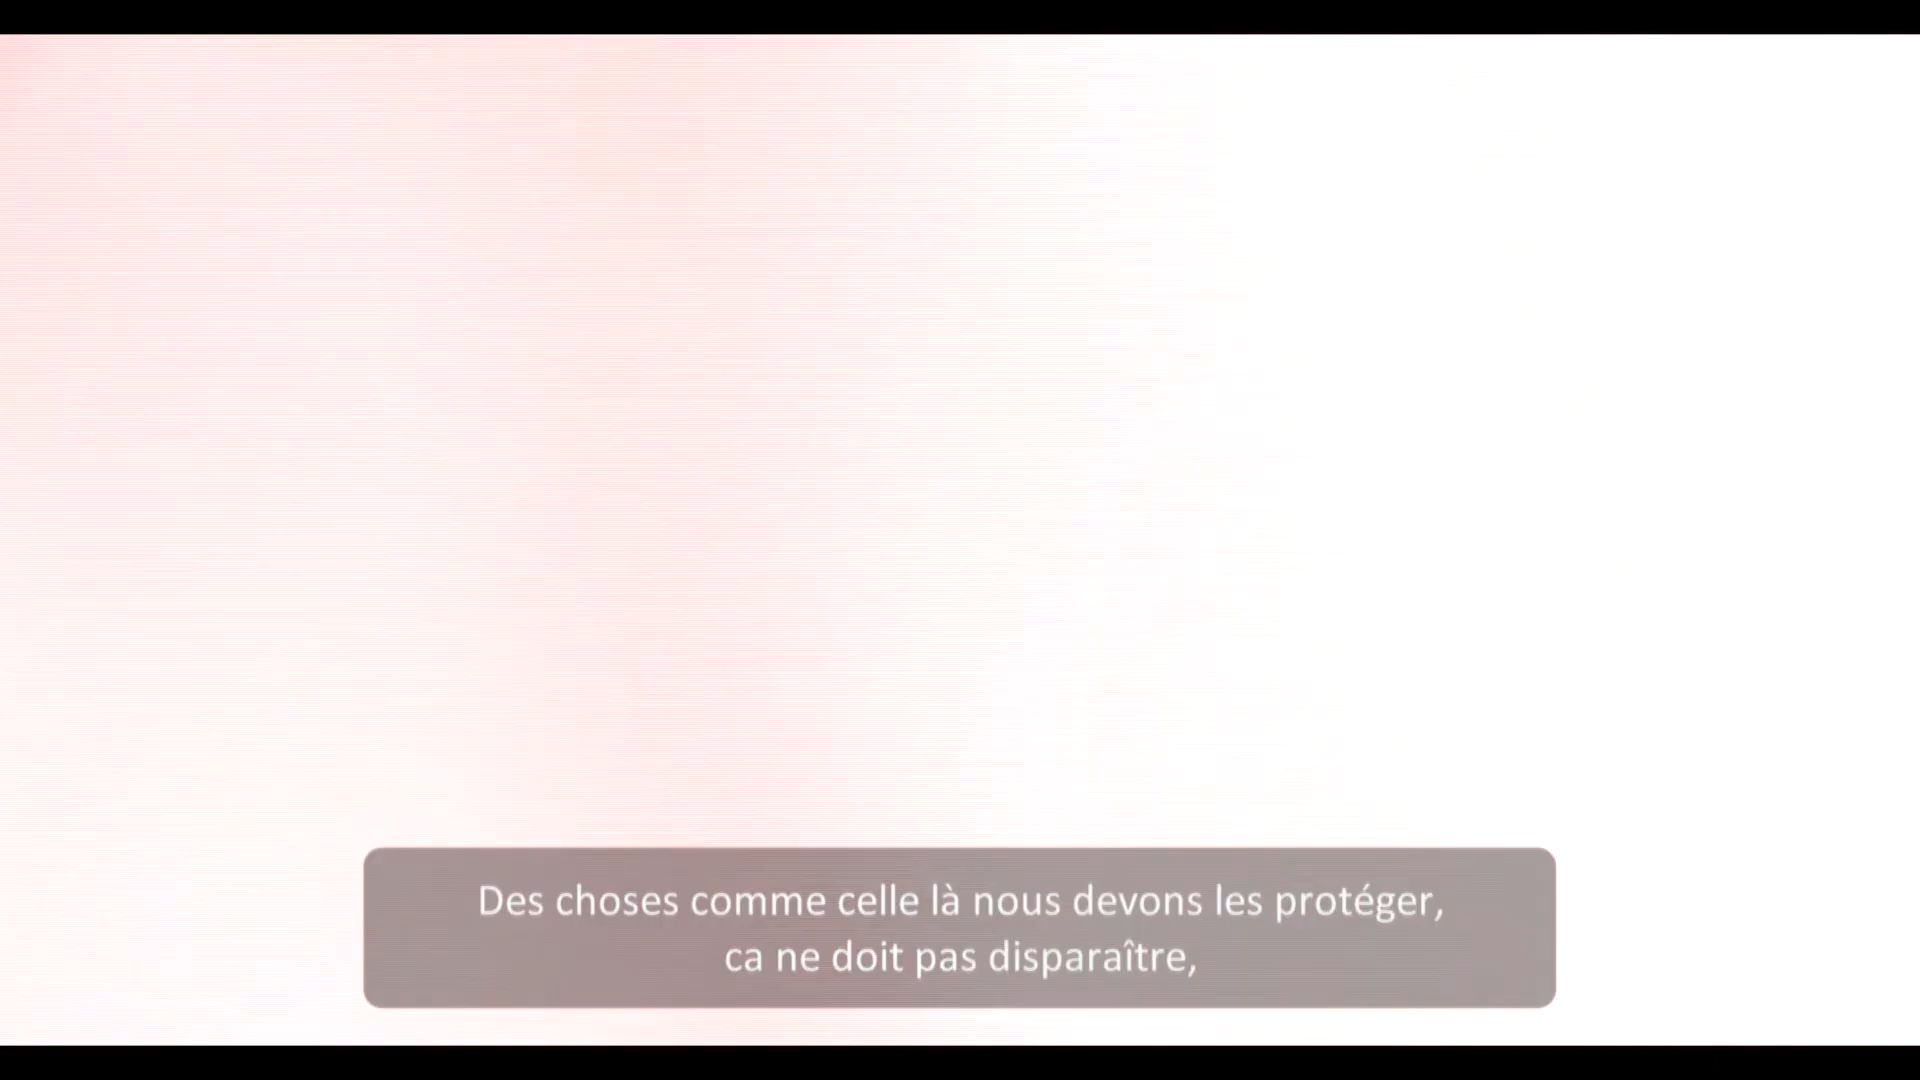 Des choses comme celle là nous devons les protéger,
ca ne doit pas disparaître,